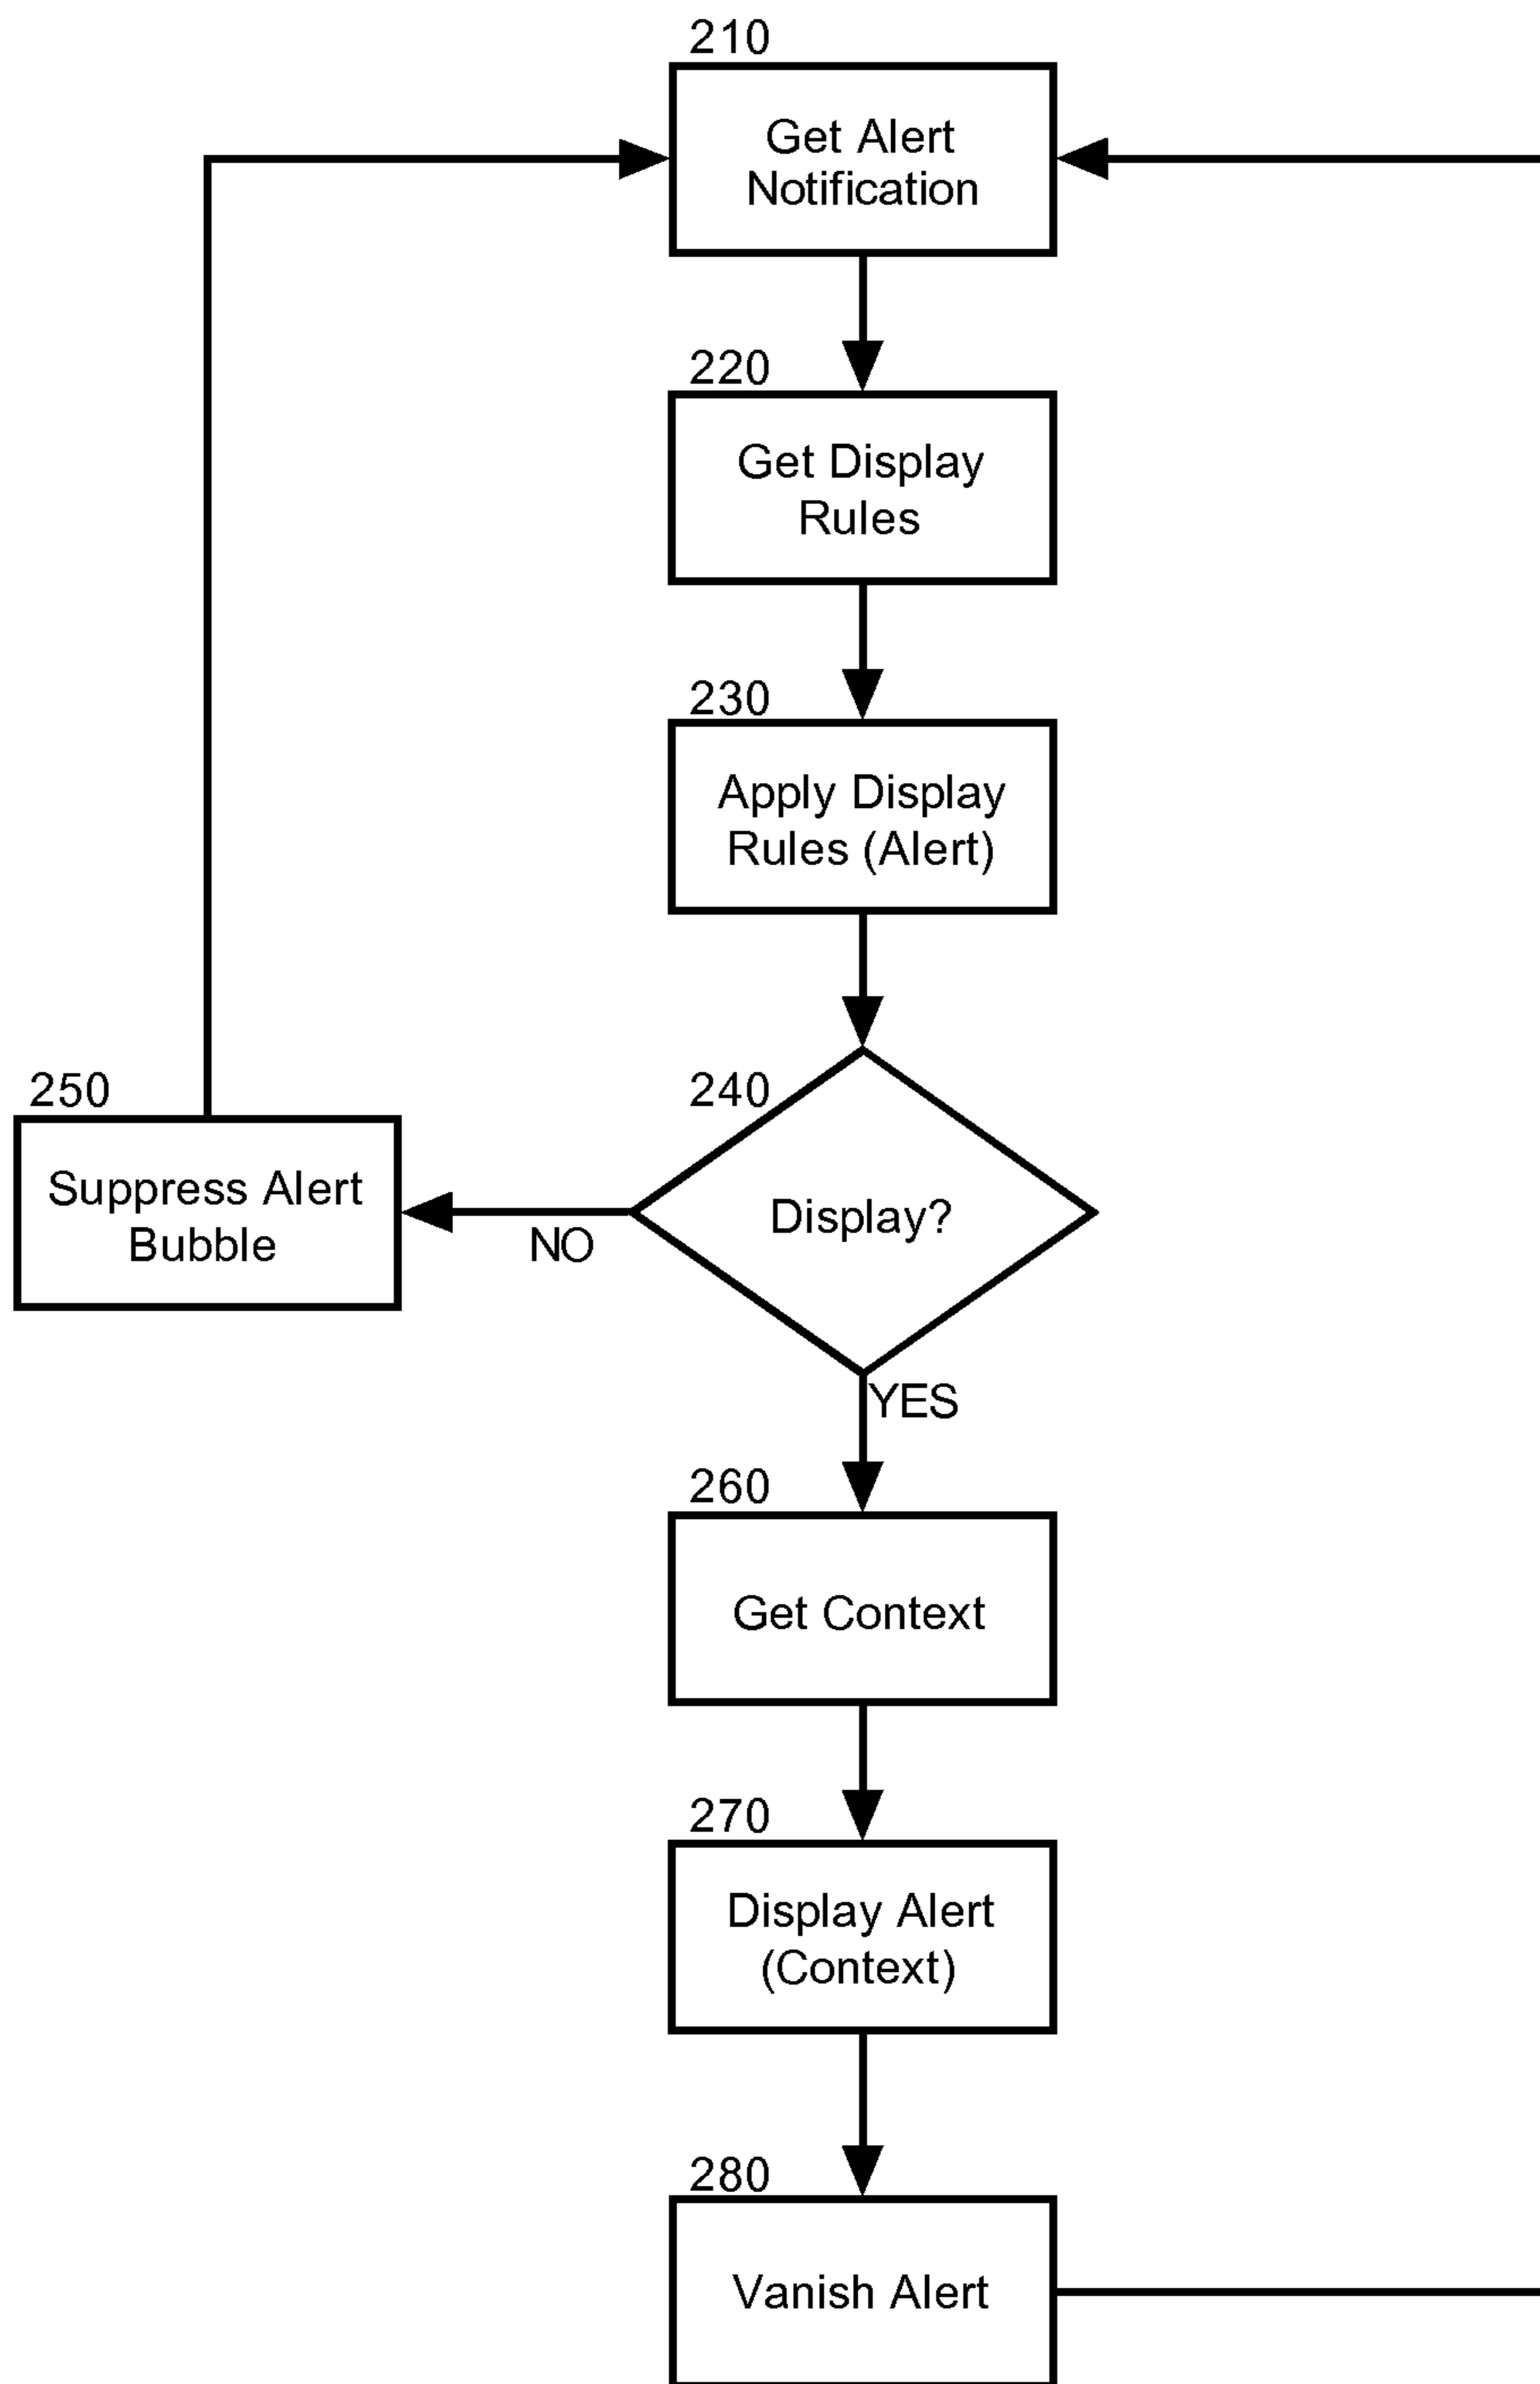 210
Get Alert
Notification
220
Get Display
Rules
230
Apply Display
Rules (Alert)
240
Display?
250
Suppress Alert
Bubble
NO
YES
260
Get Context
270
Display Alert
(Context)
280
Vanish Alert